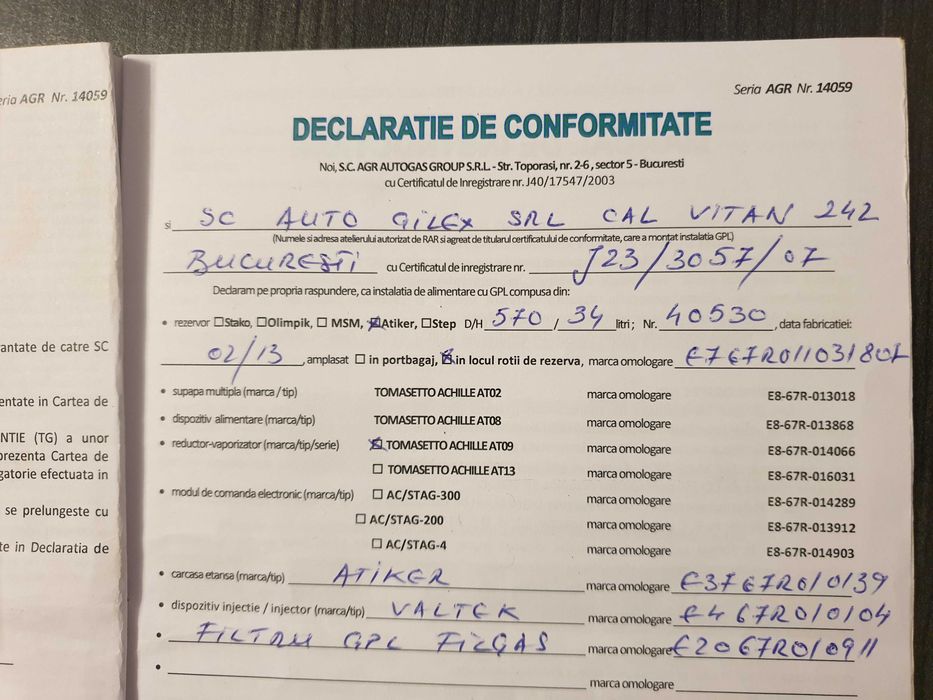 Seria AGR Nr. 14059
antate de catre SC
entate in Cartea de
NTIE (TG) a unor
prezenta Cartea de
gatorie efectuata in
se prelungeste cu
te in Declaratia de
Seria AGR Nr. 14059
DECLARATIE DE CONFORMITATE
Noi, S.C. AGR AUTOGAS GROUP S.R.L. - Str. Toporasi, nr. 2-6 , sector 5 - Bucuresti
cu Certificatul de Inregistrare nr. J40/17547/2003
si SC AUTO GILEX SRL CAL VITAN 242
(Numele si adresa atelierului autorizat de RAR si agreat de titularul certificatului de conformitate, care a montat instalatia GPL)
BUCURESTI cu Certificatul de inregistrare nr. J23/3057/07
Declaram pe propria raspundere, ca instalatia de alimentare cu GPL compusa din:
• rezervor ☐Stako, ☐Olimpik, ☐ MSM, ☒Atiker, ☐Step D/H 570 / 34 litri ; Nr. 40530, data fabricatiei:
02/13, amplasat ☐ in portbagaj, ☒in locul rotii de rezerva, marca omologare E767R01103180L
• supapa multipla (marca / tip) TOMASETTO ACHILLE AT02 marca omologare E8-67R-013018
• dispozitiv alimentare (marca/tip) TOMASETTO ACHILLE AT08 marca omologare E8-67R-013868
• reductor-vaporizator (marca/tip/serie) ☒ TOMASETTO ACHILLE AT09 marca omologare E8-67R-014066
☐ TOMASETTO ACHILLE AT13 marca omologare E8-67R-016031
• modul de comanda electronic (marca/tip) ☐ AC/STAG-300 marca omologare E8-67R-014289
☐ AC/STAG-200 marca omologare E8-67R-013912
☐ AC/STAG-4 marca omologare E8-67R-014903
• carcasa etansa (marca/tip) ATIKER marca omologare E3767R010139
• dispozitiv injectie / injector (marca/tip) VALTEK marca omologare E467R010104
• FILTRU GPL FILGAS marca omologare E2067R010911
• marca omologare